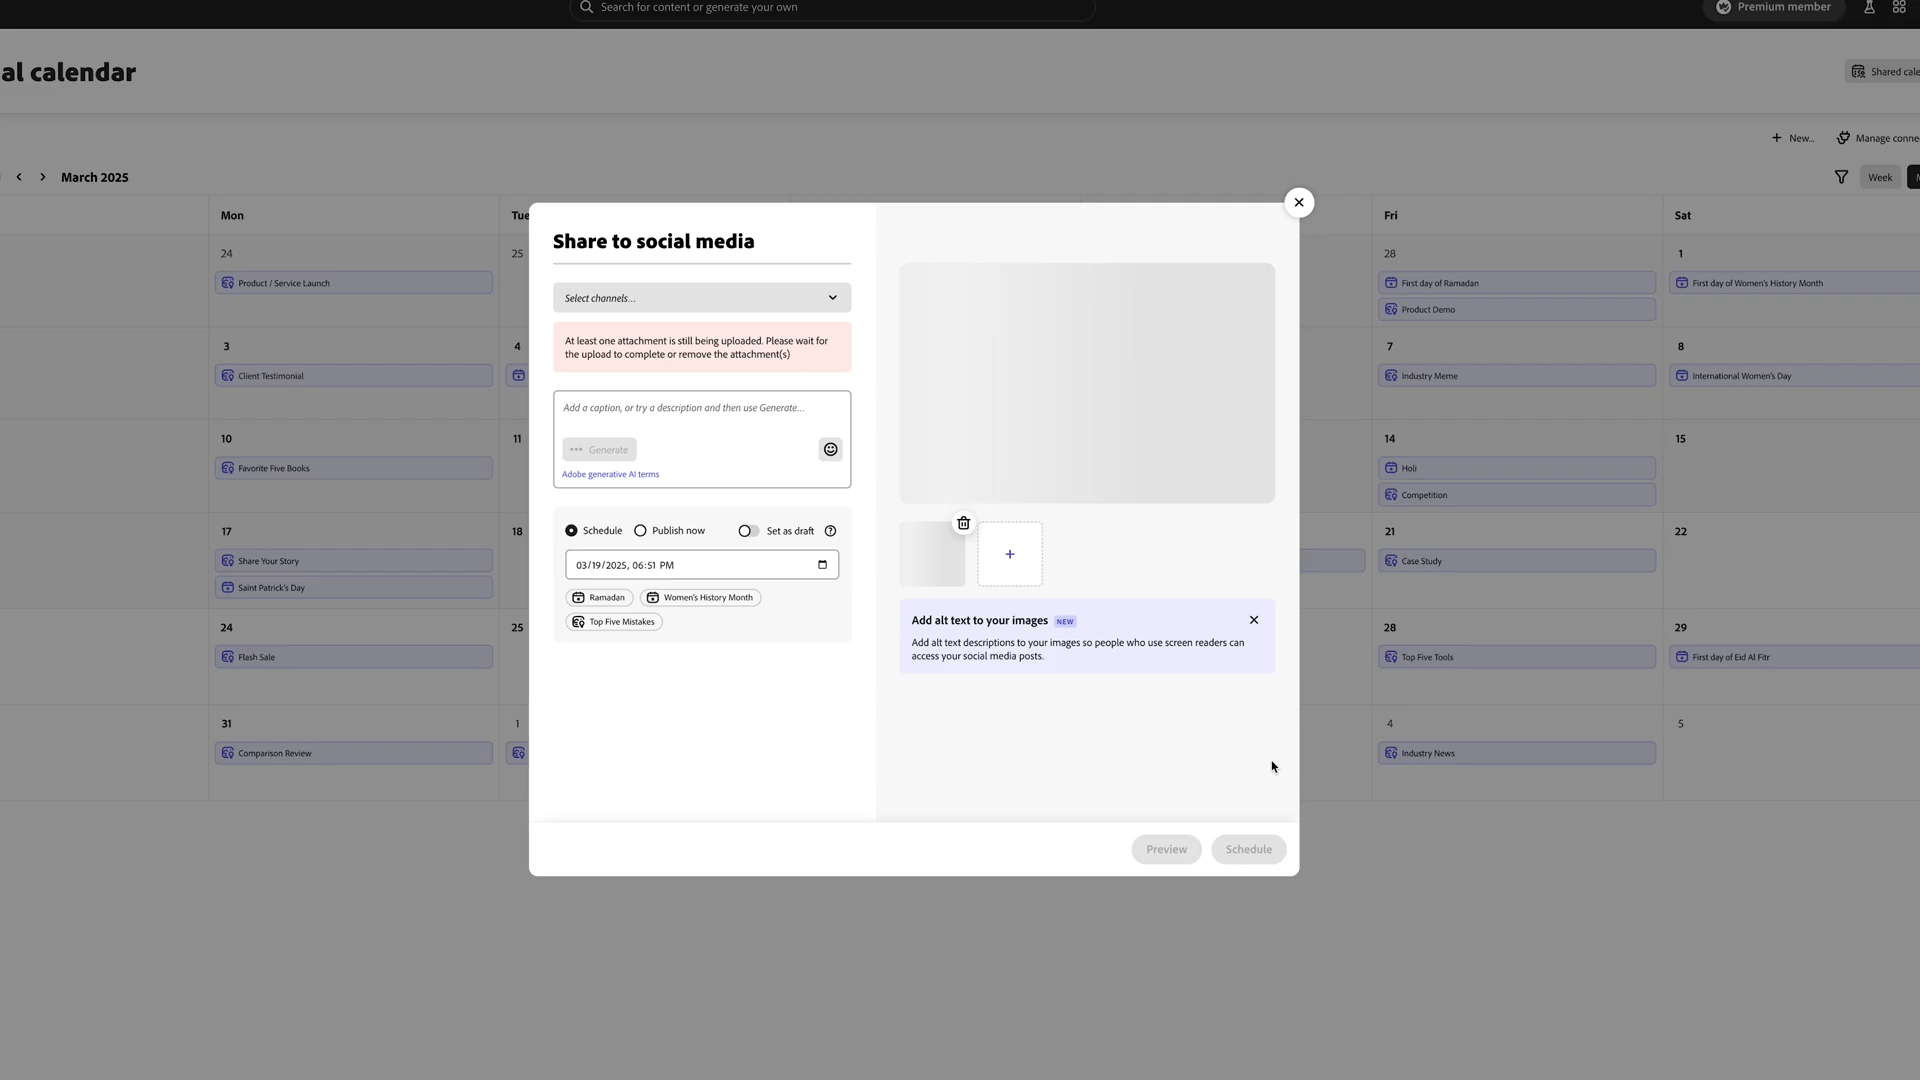 Search for content or generate your own
Premium member
al calendar
Shared cale
New...
Manage conne
March 2025
Week
Mon
Tue
Fri
Sat
24
25
28
1
Product / Service Launch
First day of Ramadan
First day of Women's History Month
Product Demo
3
4
7
8
Client Testimonial
Industry Meme
International Women's Day
10
11
14
15
Favorite Five Books
Holi
Competition
17
18
21
22
Share Your Story
Case Study
Saint Patrick's Day
24
25
28
29
Flash Sale
Top Five Tools
First day of Eid Al Fitr
31
1
4
5
Comparison Review
Industry News
Share to social media
Select channels...
At least one attachment is still being uploaded. Please wait for
the upload to complete or remove the attachment(s)
Add a caption, or try a description and then use Generate...
Generate
Adobe generative AI terms
Schedule
Publish now
Set as draft
03/19/2025, 06:51 PM
Ramadan
Women's History Month
Top Five Mistakes
Add alt text to your images NEW
Add alt text descriptions to your images so people who use screen readers can
access your social media posts.
Preview
Schedule